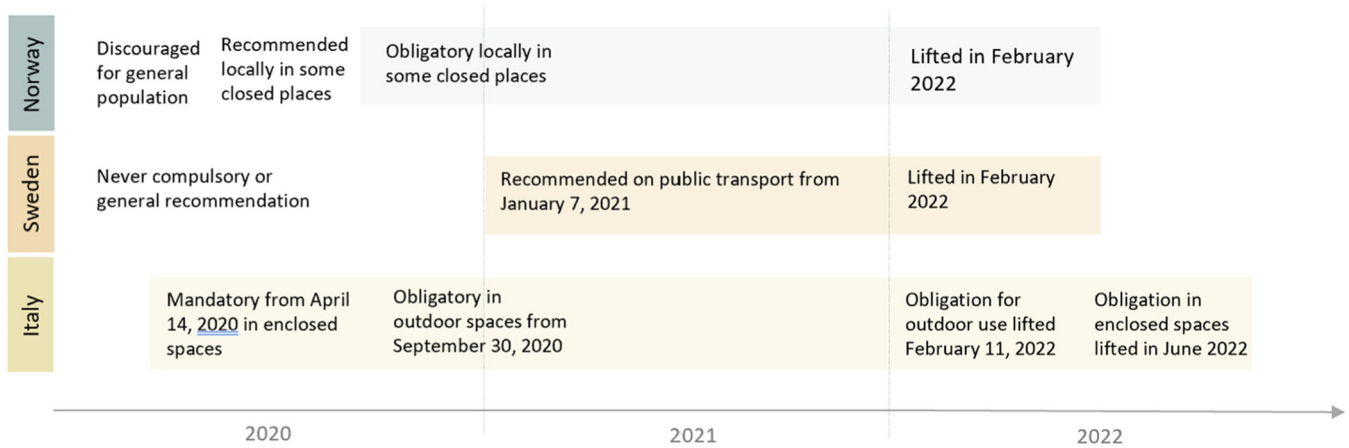 Norway
Discouraged
for general
population
Recommended
locally in some
closed places
Obligatory locally in
some closed places
Lifted in February
2022
Sweden
Never compulsory or
general recommendation
Recommended on public transport from
January 7, 2021
Lifted in February
2022
Italy
Mandatory from April
14, 2020 in enclosed
spaces
Obligatory in
outdoor spaces from
September 30, 2020
Obligation for
outdoor use lifted
February 11, 2022
Obligation in
enclosed spaces
lifted in June 2022
2020
2021
2022